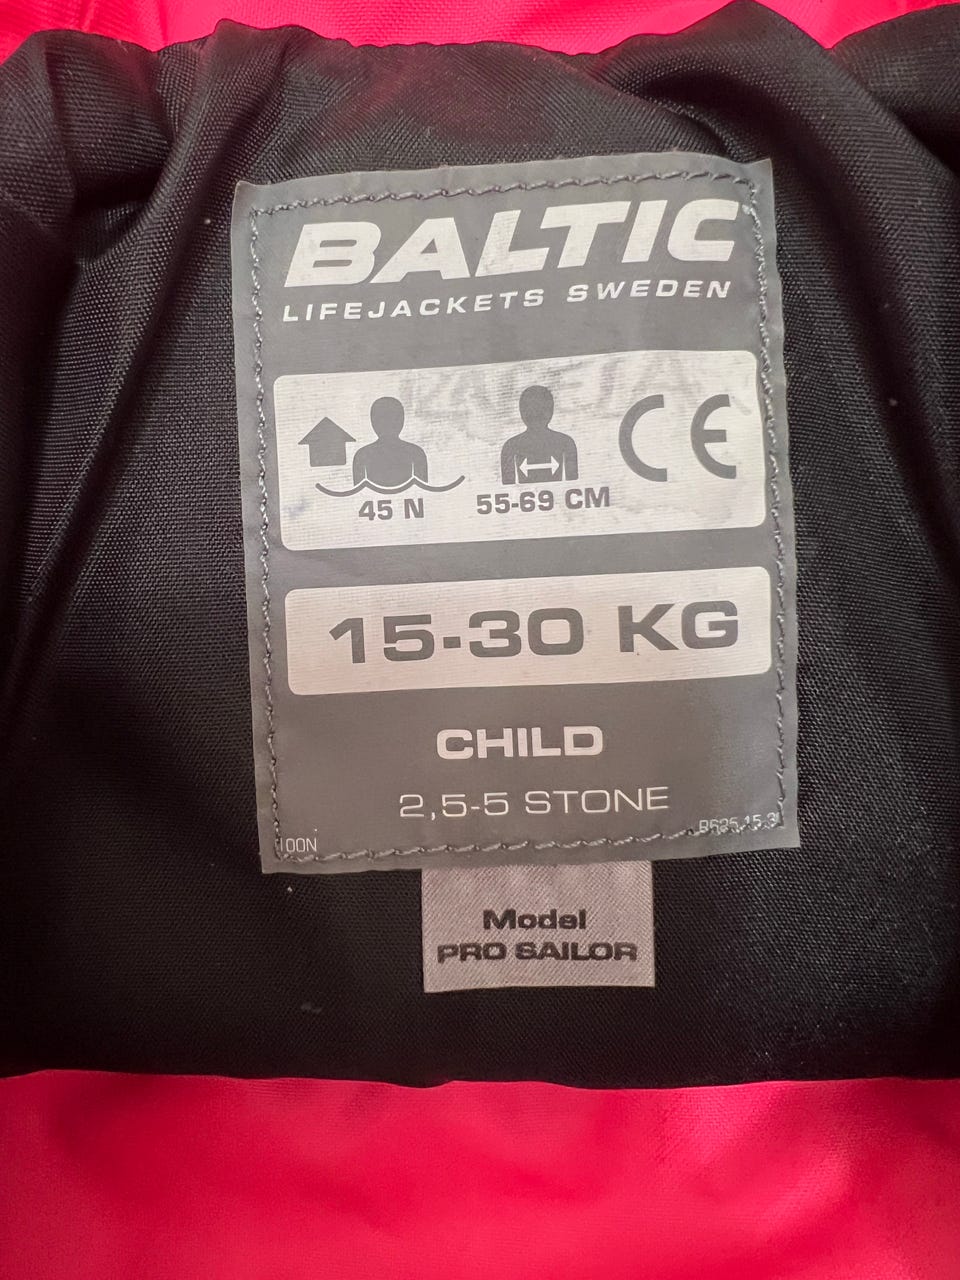 BALTIC
LIFEJACKETS SWEDEN
45 N
55-69 CM
CE
15-30 KG
CHILD
2,5-5 STONE
100N
Model
PRO SAILOR